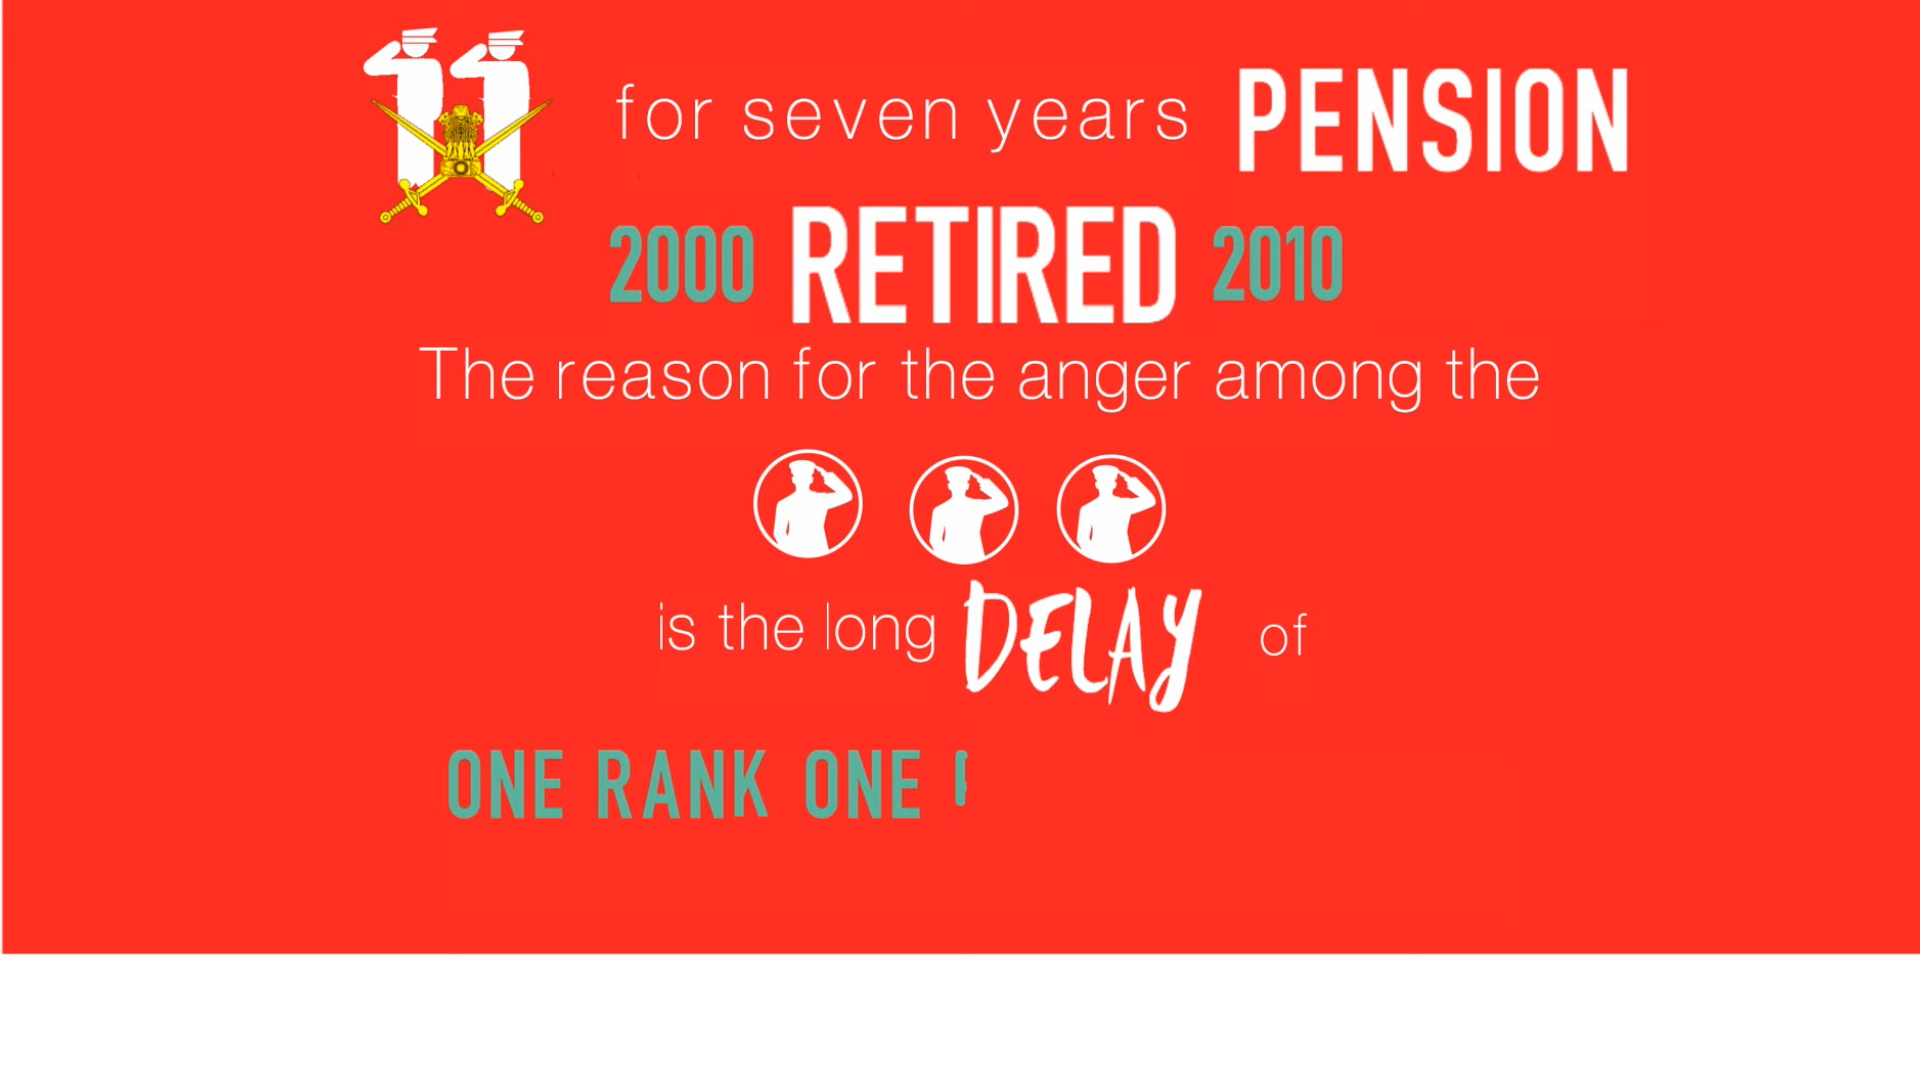 for seven years PENSION
2000 RETIRED 2010
The reason for the anger among the
is the long DELAY of
ONE RANK ONE